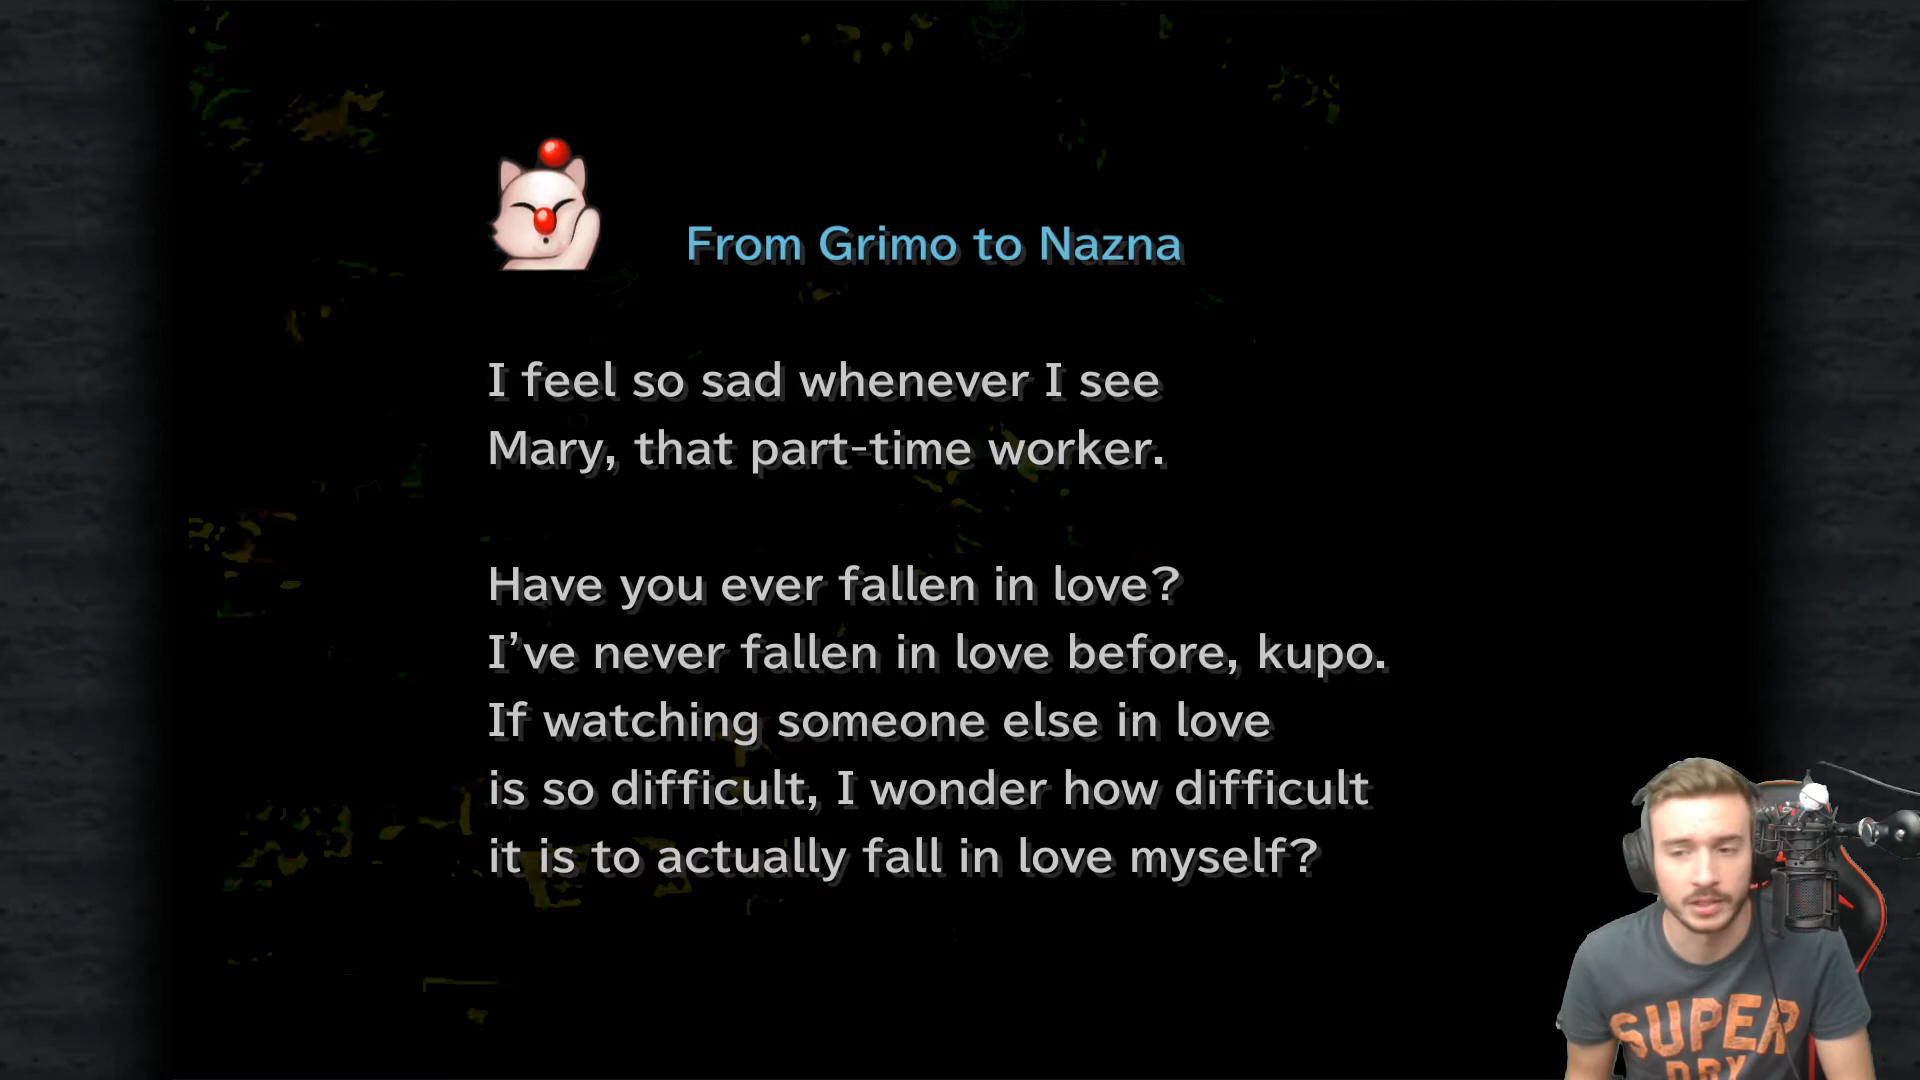 From Grimo to Nazna
I feel so sad whenever I see
Mary, that part-time worker.
Have you ever fallen in love?
I've never fallen in love before, kupo.
If watching someone else in love
is so difficult, I wonder how difficult
it is to actually fall in love myself?
SUPER
DRY